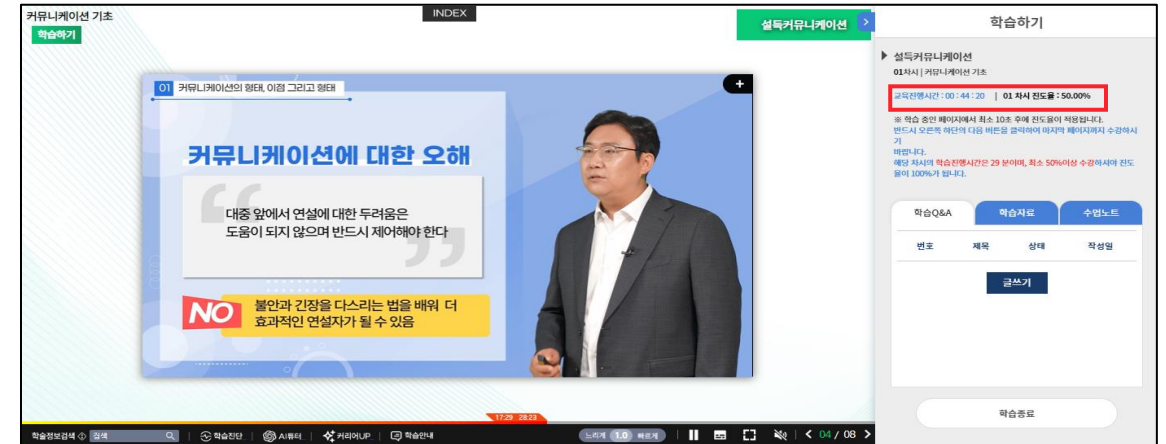 커뮤니케이션 기초
학습하기
INDEX
설득커뮤니케이션
01 커뮤니케이션의 형태, 이점 그리고 형태
커뮤니케이션에 대한 오해
대중 앞에서 연설에 대한 두려움은
도움이 되지 않으며 반드시 제어해야 한다
NO
불안과 긴장을 다스리는 법을 배워 더
효과적인 연설자가 될 수 있음
17:29 28:23
학술정보검색 검색
학습진단
AI튜터
커리어UP
학습안내
느리게 1.0 빠르게
04 / 08
학습하기
설득커뮤니케이션
01차시 | 커뮤니케이션 기초
교육진행시간 : 00 : 44 : 20 | 01 차시 진도율 : 50.00%
※ 학습 중인 페이지에서 최소 10초 후에 진도율이 적용됩니다.
반드시 오른쪽 하단의 다음 버튼을 클릭하여 마지막 페이지까지 수강하시
기
바랍니다.
해당 차시의 학습진행시간은 29 분이며, 최소 50%이상 수강하셔야 진도
율이 100%가 됩니다.
학습Q&A
학습자료
수업노트
번호 제목 상태 작성일
글쓰기
학습종료